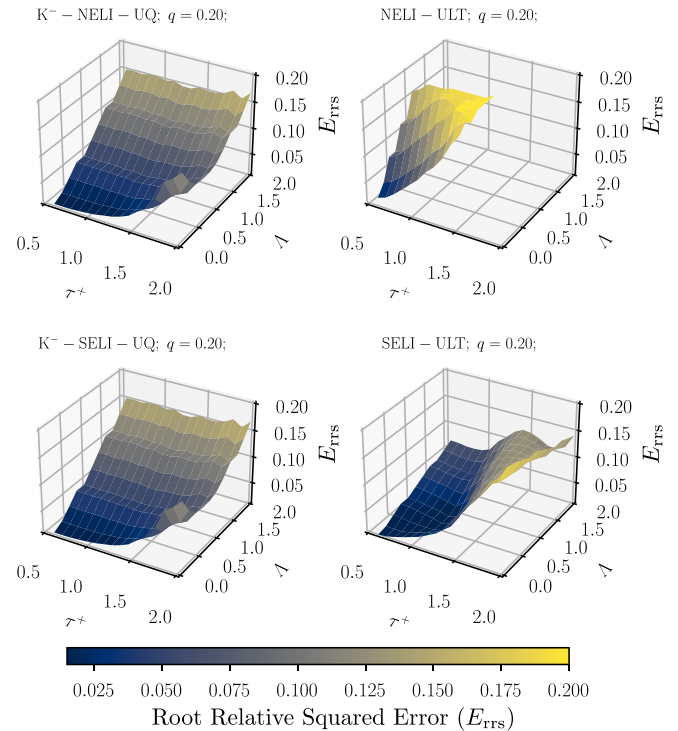 K⁻ − NELI − UQ; q = 0.20;
NELI − ULT; q = 0.20;
0.20
0.15
0.10
0.05
E_rrs
2.0
1.5
1.0
0.5
0.0
Λ
0.5
1.0
1.5
2.0
τ⁺
0.20
0.15
0.10
0.05
E_rrs
2.0
1.5
1.0
0.5
0.0
Λ
0.5
1.0
1.5
2.0
τ⁺
K⁻ − SELI − UQ; q = 0.20;
SELI − ULT; q = 0.20;
0.20
0.15
0.10
0.05
E_rrs
2.0
1.5
1.0
0.5
0.0
Λ
0.5
1.0
1.5
2.0
τ⁺
0.20
0.15
0.10
0.05
E_rrs
2.0
1.5
1.0
0.5
0.0
Λ
0.5
1.0
1.5
2.0
τ⁺
0.025 0.050 0.075 0.100 0.125 0.150 0.175 0.200
Root Relative Squared Error (E_rrs)